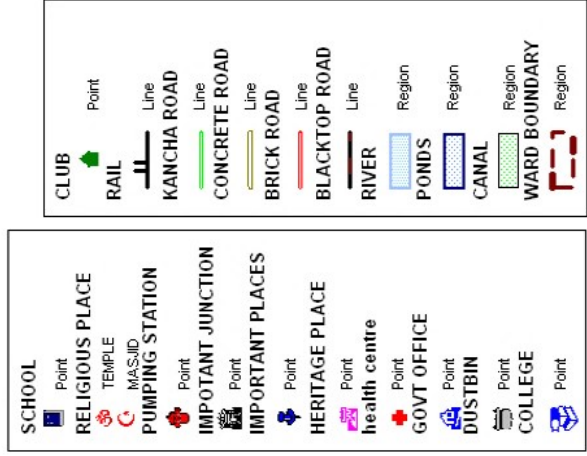 SCHOOL
Point
RELIGIOUS PLACE
TEMPLE
MASJID
PUMPING STATION
Point
IMPOTANT JUNCTION
Point
IMPORTANT PLACES
Point
HERITAGE PLACE
Point
health centre
Point
GOVT OFFICE
Point
DUSTBIN
Point
COLLEGE
Point
CLUB
Point
RAIL
Line
KANCHA ROAD
Line
CONCRETE ROAD
Line
BRICK ROAD
Line
BLACKTOP ROAD
Line
RIVER
Region
PONDS
Region
CANAL
Region
WARD BOUNDARY
Region